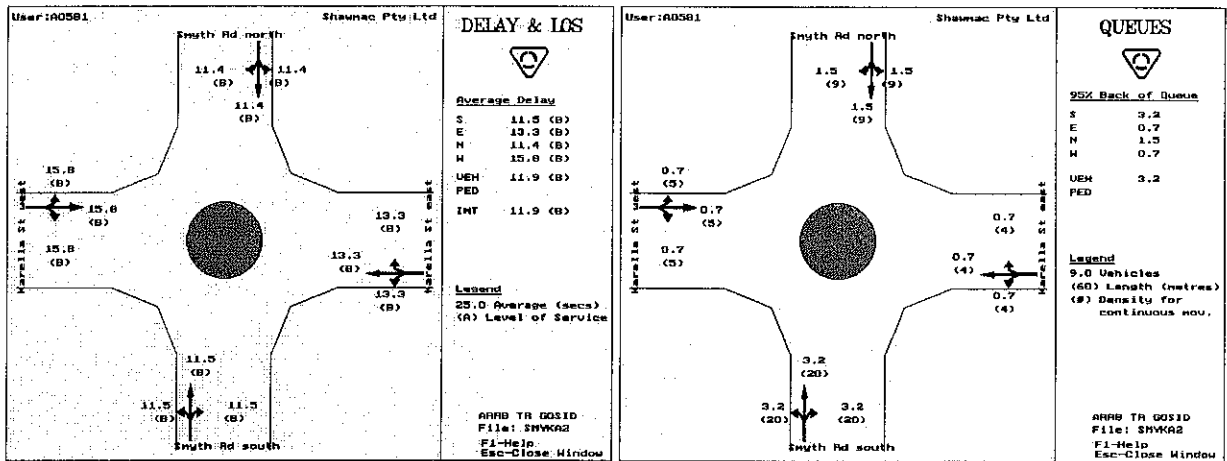 User:A0581
Shawmac Pty Ltd
Smyth Rd north
11.4
(B)
11.4
(B)
11.4
(B)
15.8
(B)
15.8
(B)
15.8
(B)
Karella St west
13.3
(B)
13.3
(B)
13.3
(B)
Karella St east
11.5
(B)
11.5
(B)
11.5
(B)
Smyth Rd south
DELAY & LOS
Average Delay
S 11.5 (B)
E 13.3 (B)
N 11.4 (B)
W 15.8 (B)
VEH 11.9 (B)
PED
INT 11.9 (B)
Legend
25.0 Average (secs)
(A) Level of Service
ARRB TR GOSID
File: SMYKA2
F1-Help
Esc-Close Window
User:A0581
Shawmac Pty Ltd
Smyth Rd north
1.5
(9)
1.5
(9)
1.5
(9)
0.7
(5)
0.7
(5)
0.7
(5)
Karella St west
0.7
(4)
0.7
(4)
0.7
(4)
Karella St east
3.2
(20)
3.2
(20)
3.2
(20)
Smyth Rd south
QUEUES
95% Back of Queue
S 3.2
E 0.7
N 1.5
W 0.7
VEH 3.2
PED
Legend
9.0 Vehicles
(60) Length (metres)
(#) Density for
continuous mov.
ARRB TR GOSID
File: SMYKA2
F1-Help
Esc-Close Window